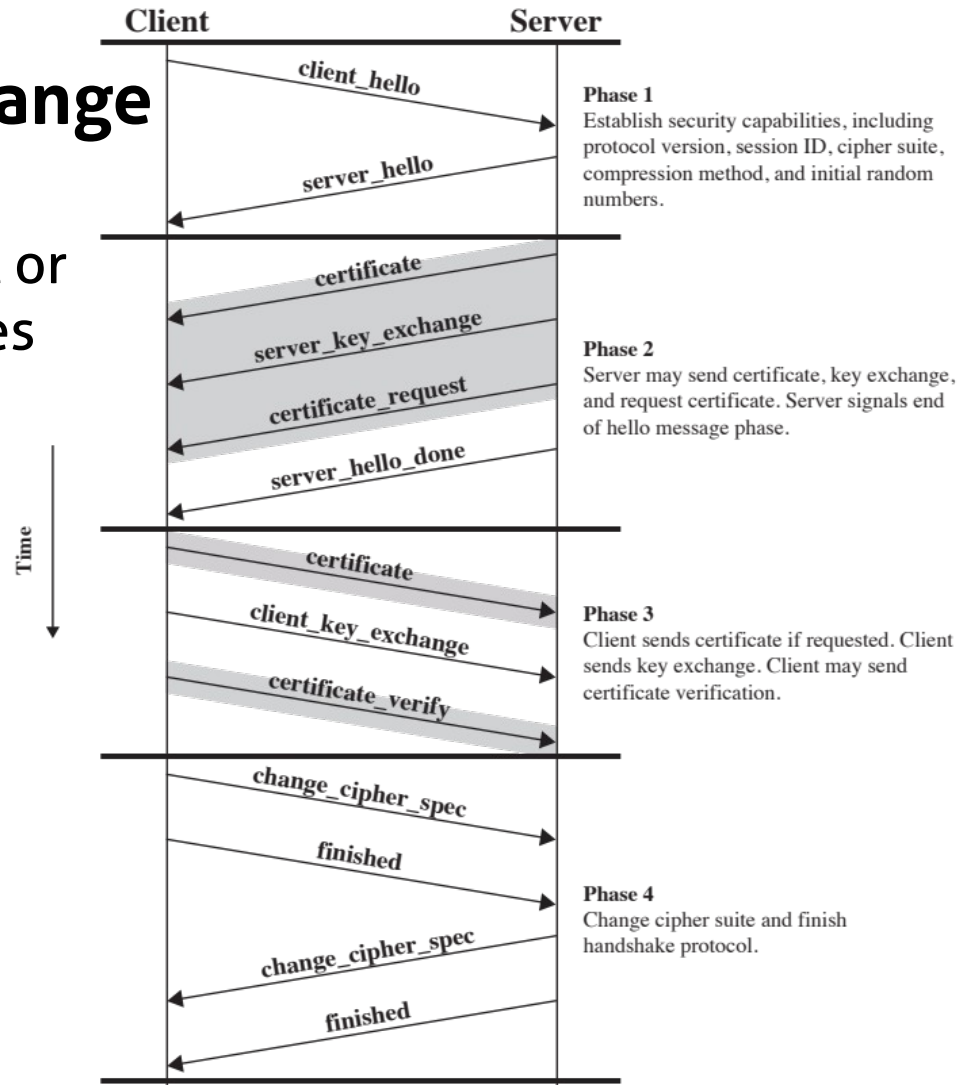 Client
Server
ange
or
es
client_hello
server_hello
Phase 1
Establish security capabilities, including
protocol version, session ID, cipher suite,
compression method, and initial random
numbers.
certificate
server_key_exchange
certificate_request
server_hello_done
Phase 2
Server may send certificate, key exchange,
and request certificate. Server signals end
of hello message phase.
Time
certificate
client_key_exchange
certificate_verify
Phase 3
Client sends certificate if requested. Client
sends key exchange. Client may send
certificate verification.
change_cipher_spec
finished
change_cipher_spec
finished
Phase 4
Change cipher suite and finish
handshake protocol.